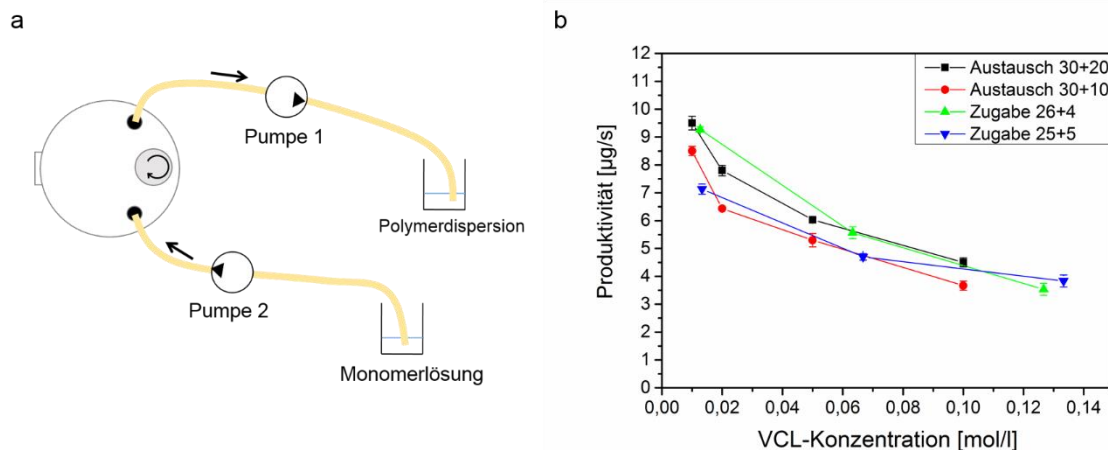 a
Pumpe 1
Polymerdispersion
Pumpe 2
Monomerlösung
b
Produktivität [µg/s]
12
11
10
9
8
7
6
5
4
3
2
1
0
Austausch 30+20
Austausch 30+10
Zugabe 26+4
Zugabe 25+5
0,00 0,02 0,04 0,06 0,08 0,10 0,12 0,14
VCL-Konzentration [mol/l]